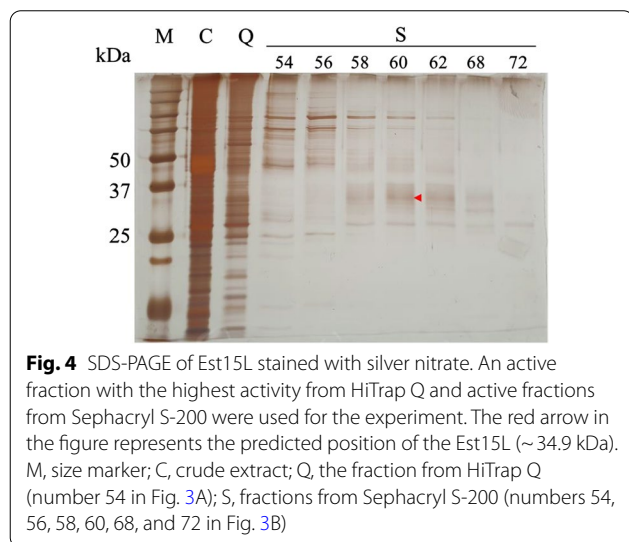 M C Q S
kDa
54 56 58 60 62 68 72
50
37
25
Fig. 4 SDS-PAGE of Est15L stained with silver nitrate. An active
fraction with the highest activity from HiTrap Q and active fractions
from Sephacryl S-200 were used for the experiment. The red arrow in
the figure represents the predicted position of the Est15L (~ 34.9 kDa).
M, size marker; C, crude extract; Q, the fraction from HiTrap Q
(number 54 in Fig. 3A); S, fractions from Sephacryl S-200 (numbers 54,
56, 58, 60, 68, and 72 in Fig. 3B)